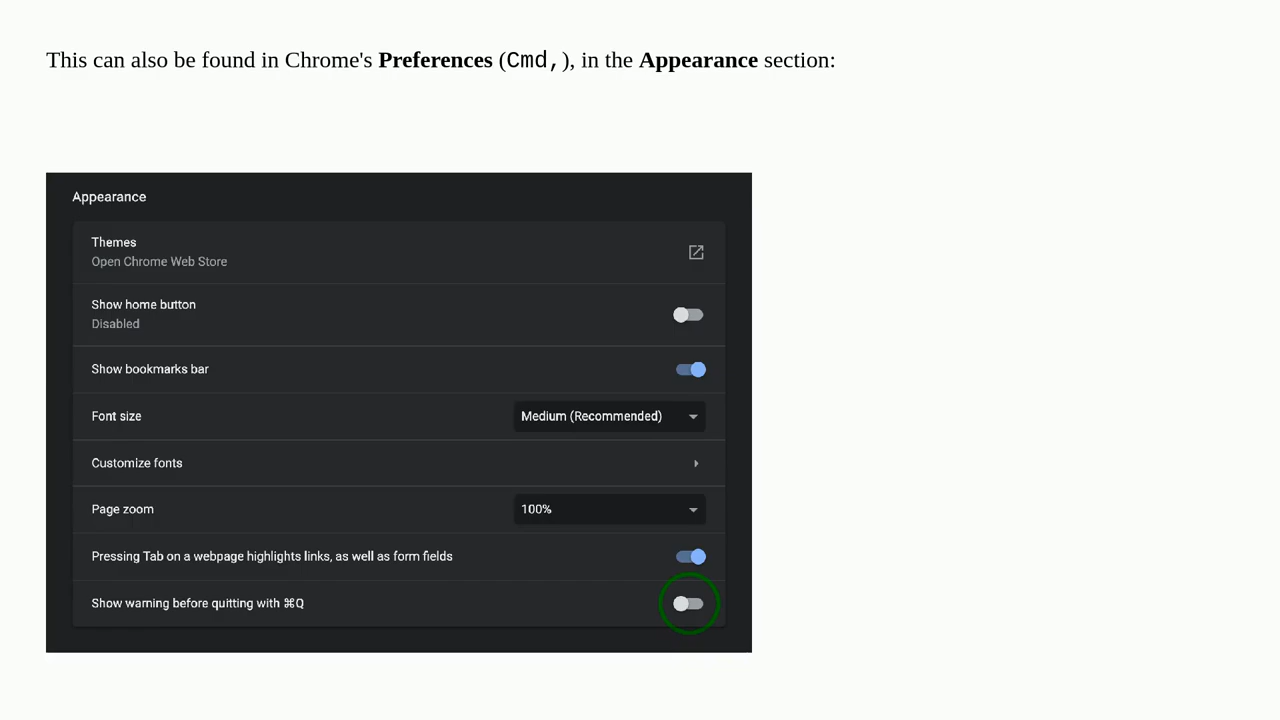 This can also be found in Chrome's Preferences (Cmd,), in the Appearance section:
Appearance
Themes
Open Chrome Web Store
Show home button
Disabled
Show bookmarks bar
Font size Medium (Recommended)
Customize fonts
Page zoom 100%
Pressing Tab on a webpage highlights links, as well as form fields
Show warning before quitting with ⌘Q